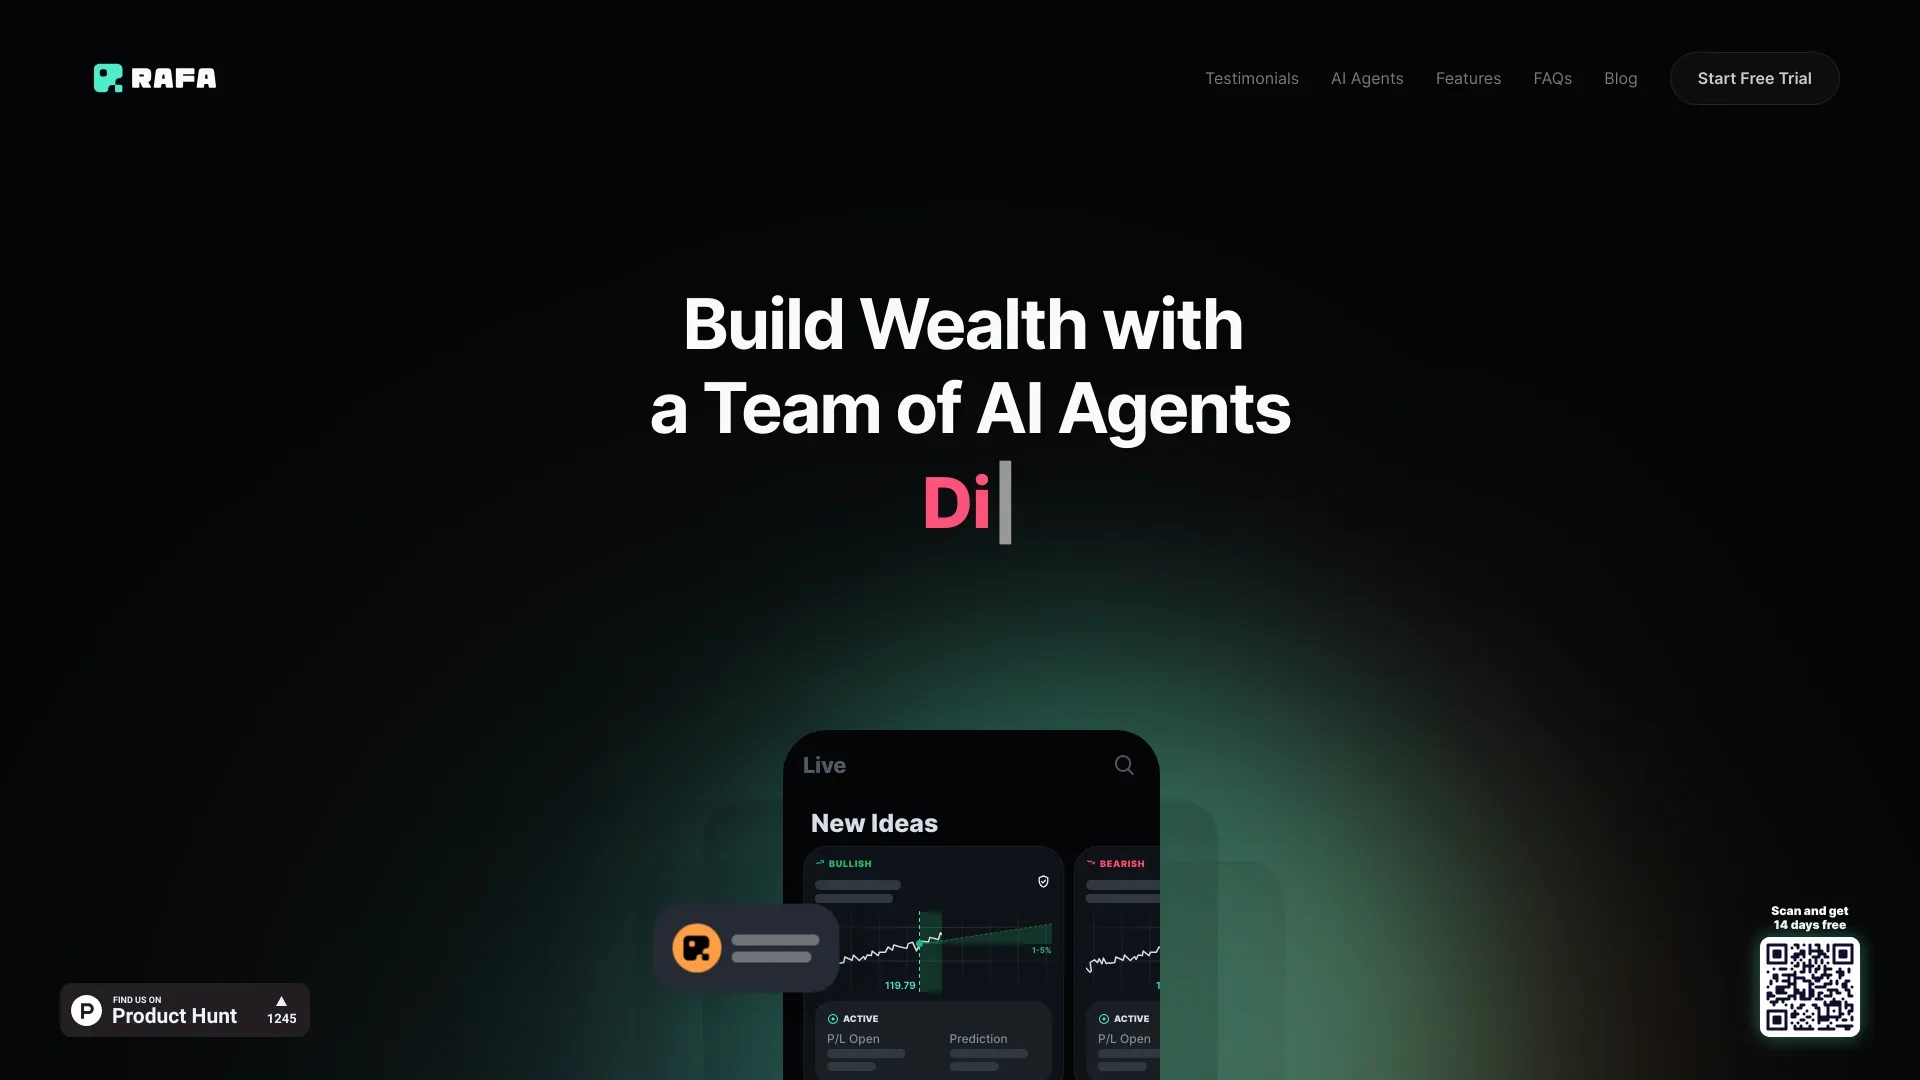 RAFA
Testimonials
AI Agents
Features
FAQs
Blog
Start Free Trial
Build Wealth with
a Team of AI Agents
Di
Live
New Ideas
BULLISH
BEARISH
1-5%
119.79
1
ACTIVE
ACTIVE
P/L Open
Prediction
P/L Open
FIND US ON
Product Hunt
1245
Scan and get
14 days free